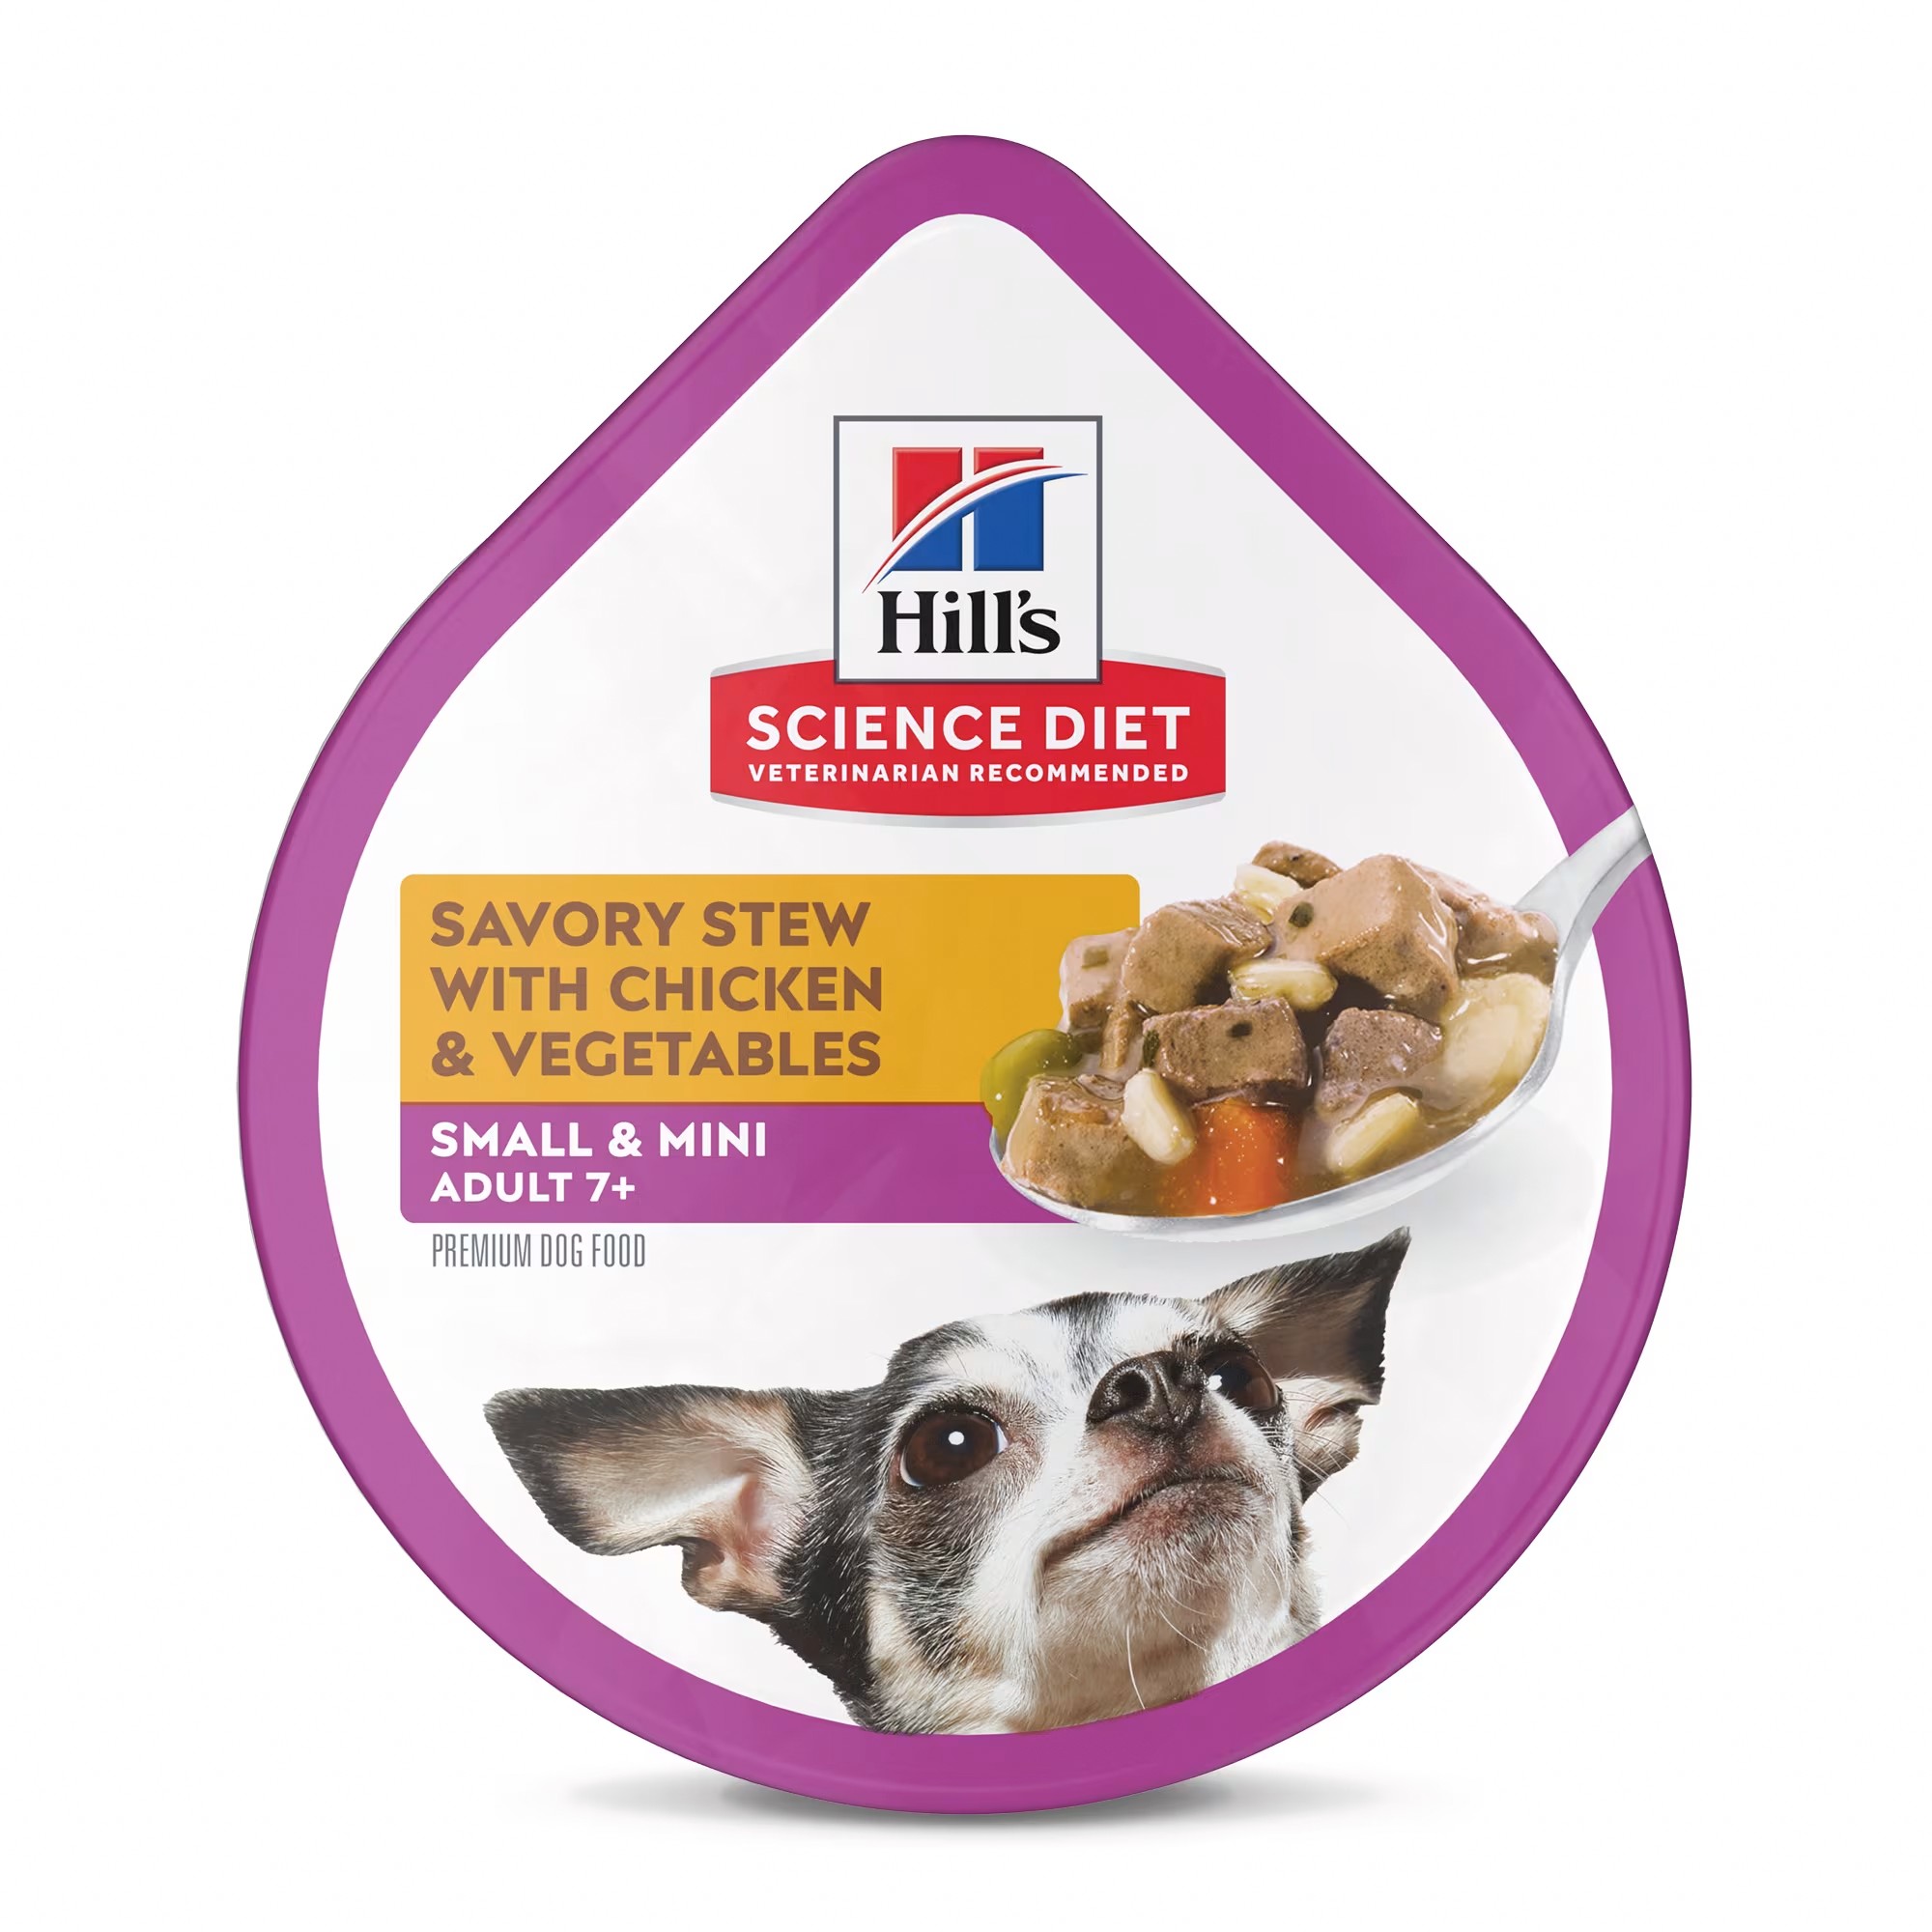 Hill's
SCIENCE DIET
VETERINARIAN RECOMMENDED
SAVORY STEW
WITH CHICKEN
& VEGETABLES
SMALL & MINI
ADULT 7+
PREMIUM DOG FOOD